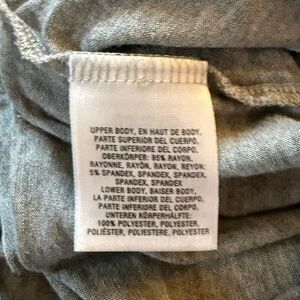 UPPER BODY, EN HAUT DE BODY,
PARTE SUPERIOR DEL CUERPO,
PARTE INFERIORE DEL CORPO,
OBERKÖRPER: 95% RAYON,
RAYONNE, RAYÓN, RAYON, REYON;
5% SPANDEX, SPANDEX, SPANDEX,
SPANDEX, SPANDEX
LOWER BODY, BAISER BODY,
LA PARTE INFERIOR DEL CUERPO,
PARTE INFERIORE DEL CORPO,
UNTEREN KÖRPERHÄLFTE:
100% POLYESTER, POLYESTER,
POLIÉSTER, POLIESTERE, POLYESTER